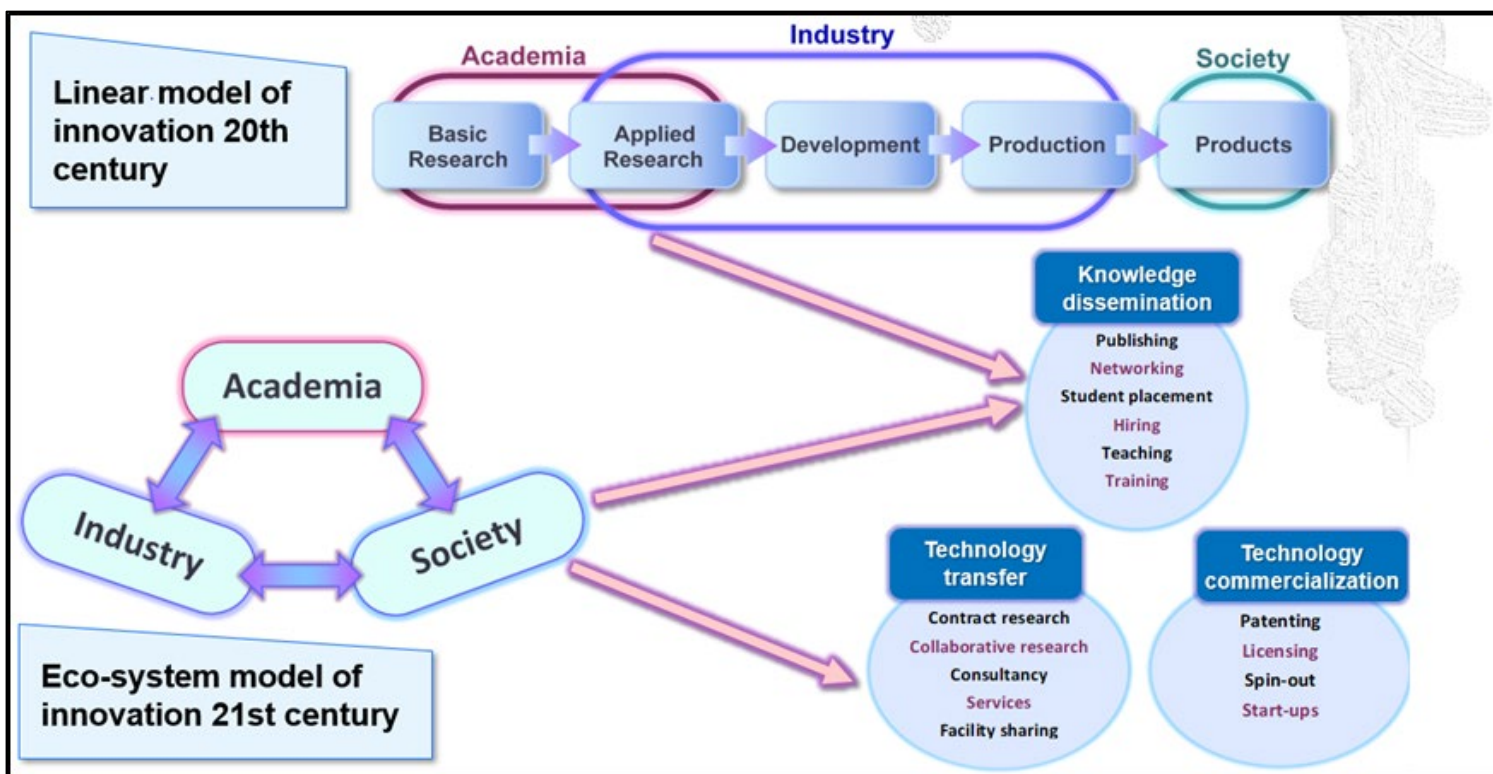 Linear model of
innovation 20th
century
Academia
Industry
Society
Basic
Research
Applied
Research
Development
Production
Products
Knowledge
dissemination
Publishing
Networking
Student placement
Hiring
Teaching
Training
Academia
Industry
Society
Eco-system model of
innovation 21st century
Technology
transfer
Contract research
Collaborative research
Consultancy
Services
Facility sharing
Technology
commercialization
Patenting
Licensing
Spin-out
Start-ups